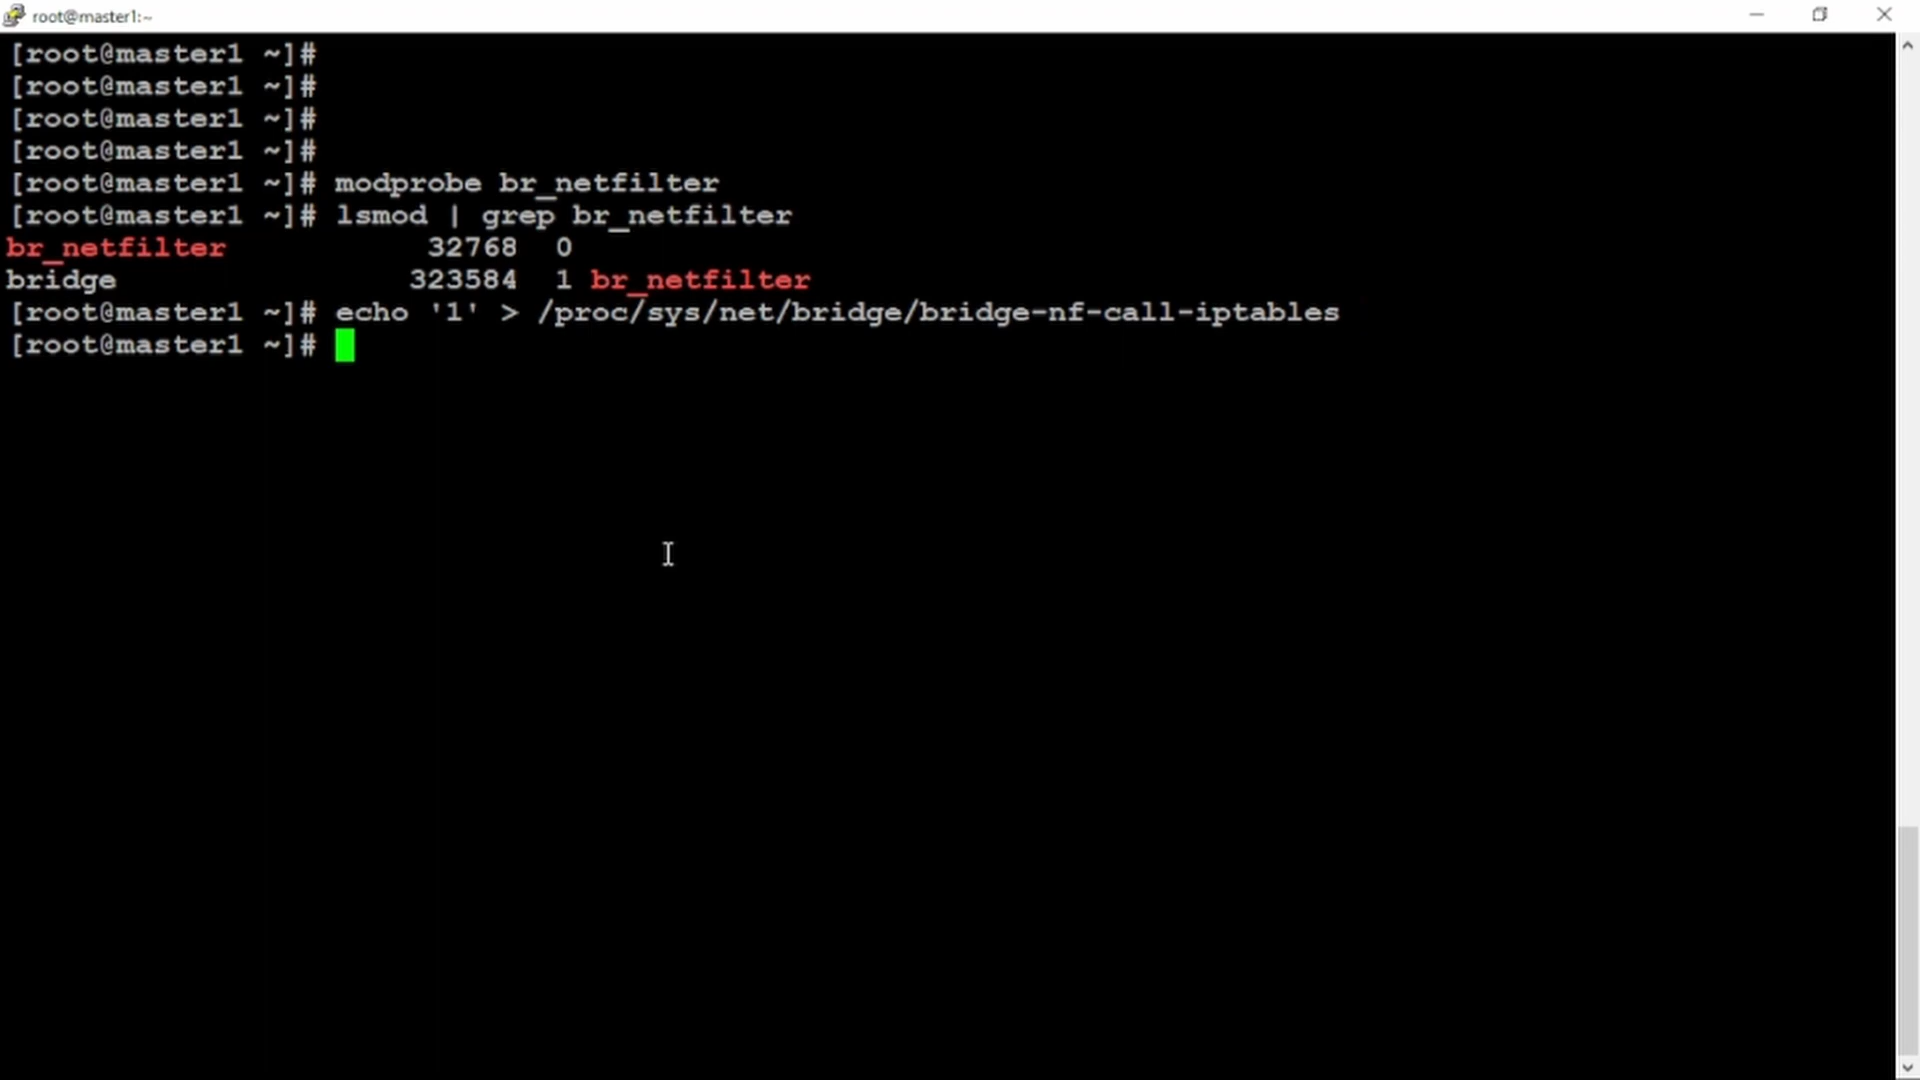 root@master1:~
[root@master1 ~]#
[root@master1 ~]#
[root@master1 ~]#
[root@master1 ~]#
[root@master1 ~]# modprobe br_netfilter
[root@master1 ~]# lsmod | grep br_netfilter
br_netfilter 32768 0
bridge 323584 1 br_netfilter
[root@master1 ~]# echo '1' > /proc/sys/net/bridge/bridge-nf-call-iptables
[root@master1 ~]#